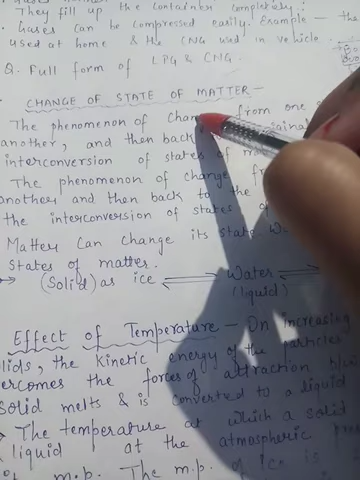 They fill up the container completely.
Gases can be compressed easily. Example - the
used at home & the CNG used in vehicle.
Q. Full form of LPG & CNG.
CHANGE OF STATE OF MATTER -
The phenomenon of chan from one
another, and then back
interconversion of states of
The phenomenon of change
another and then back to the
the interconversion of states
Matter can change its state
states of matter.
(Solid) as ice ⇌ Water ⇌
(liquid)
Effect of Temperature - On increasing
lids, the kinetic energy of the particles
ercomes the forces of attraction b/w
solid melts & is converted to a liquid
The temperature at which a solid
liquid at the atmospheric pres
m.p. The m.p. of Ice is